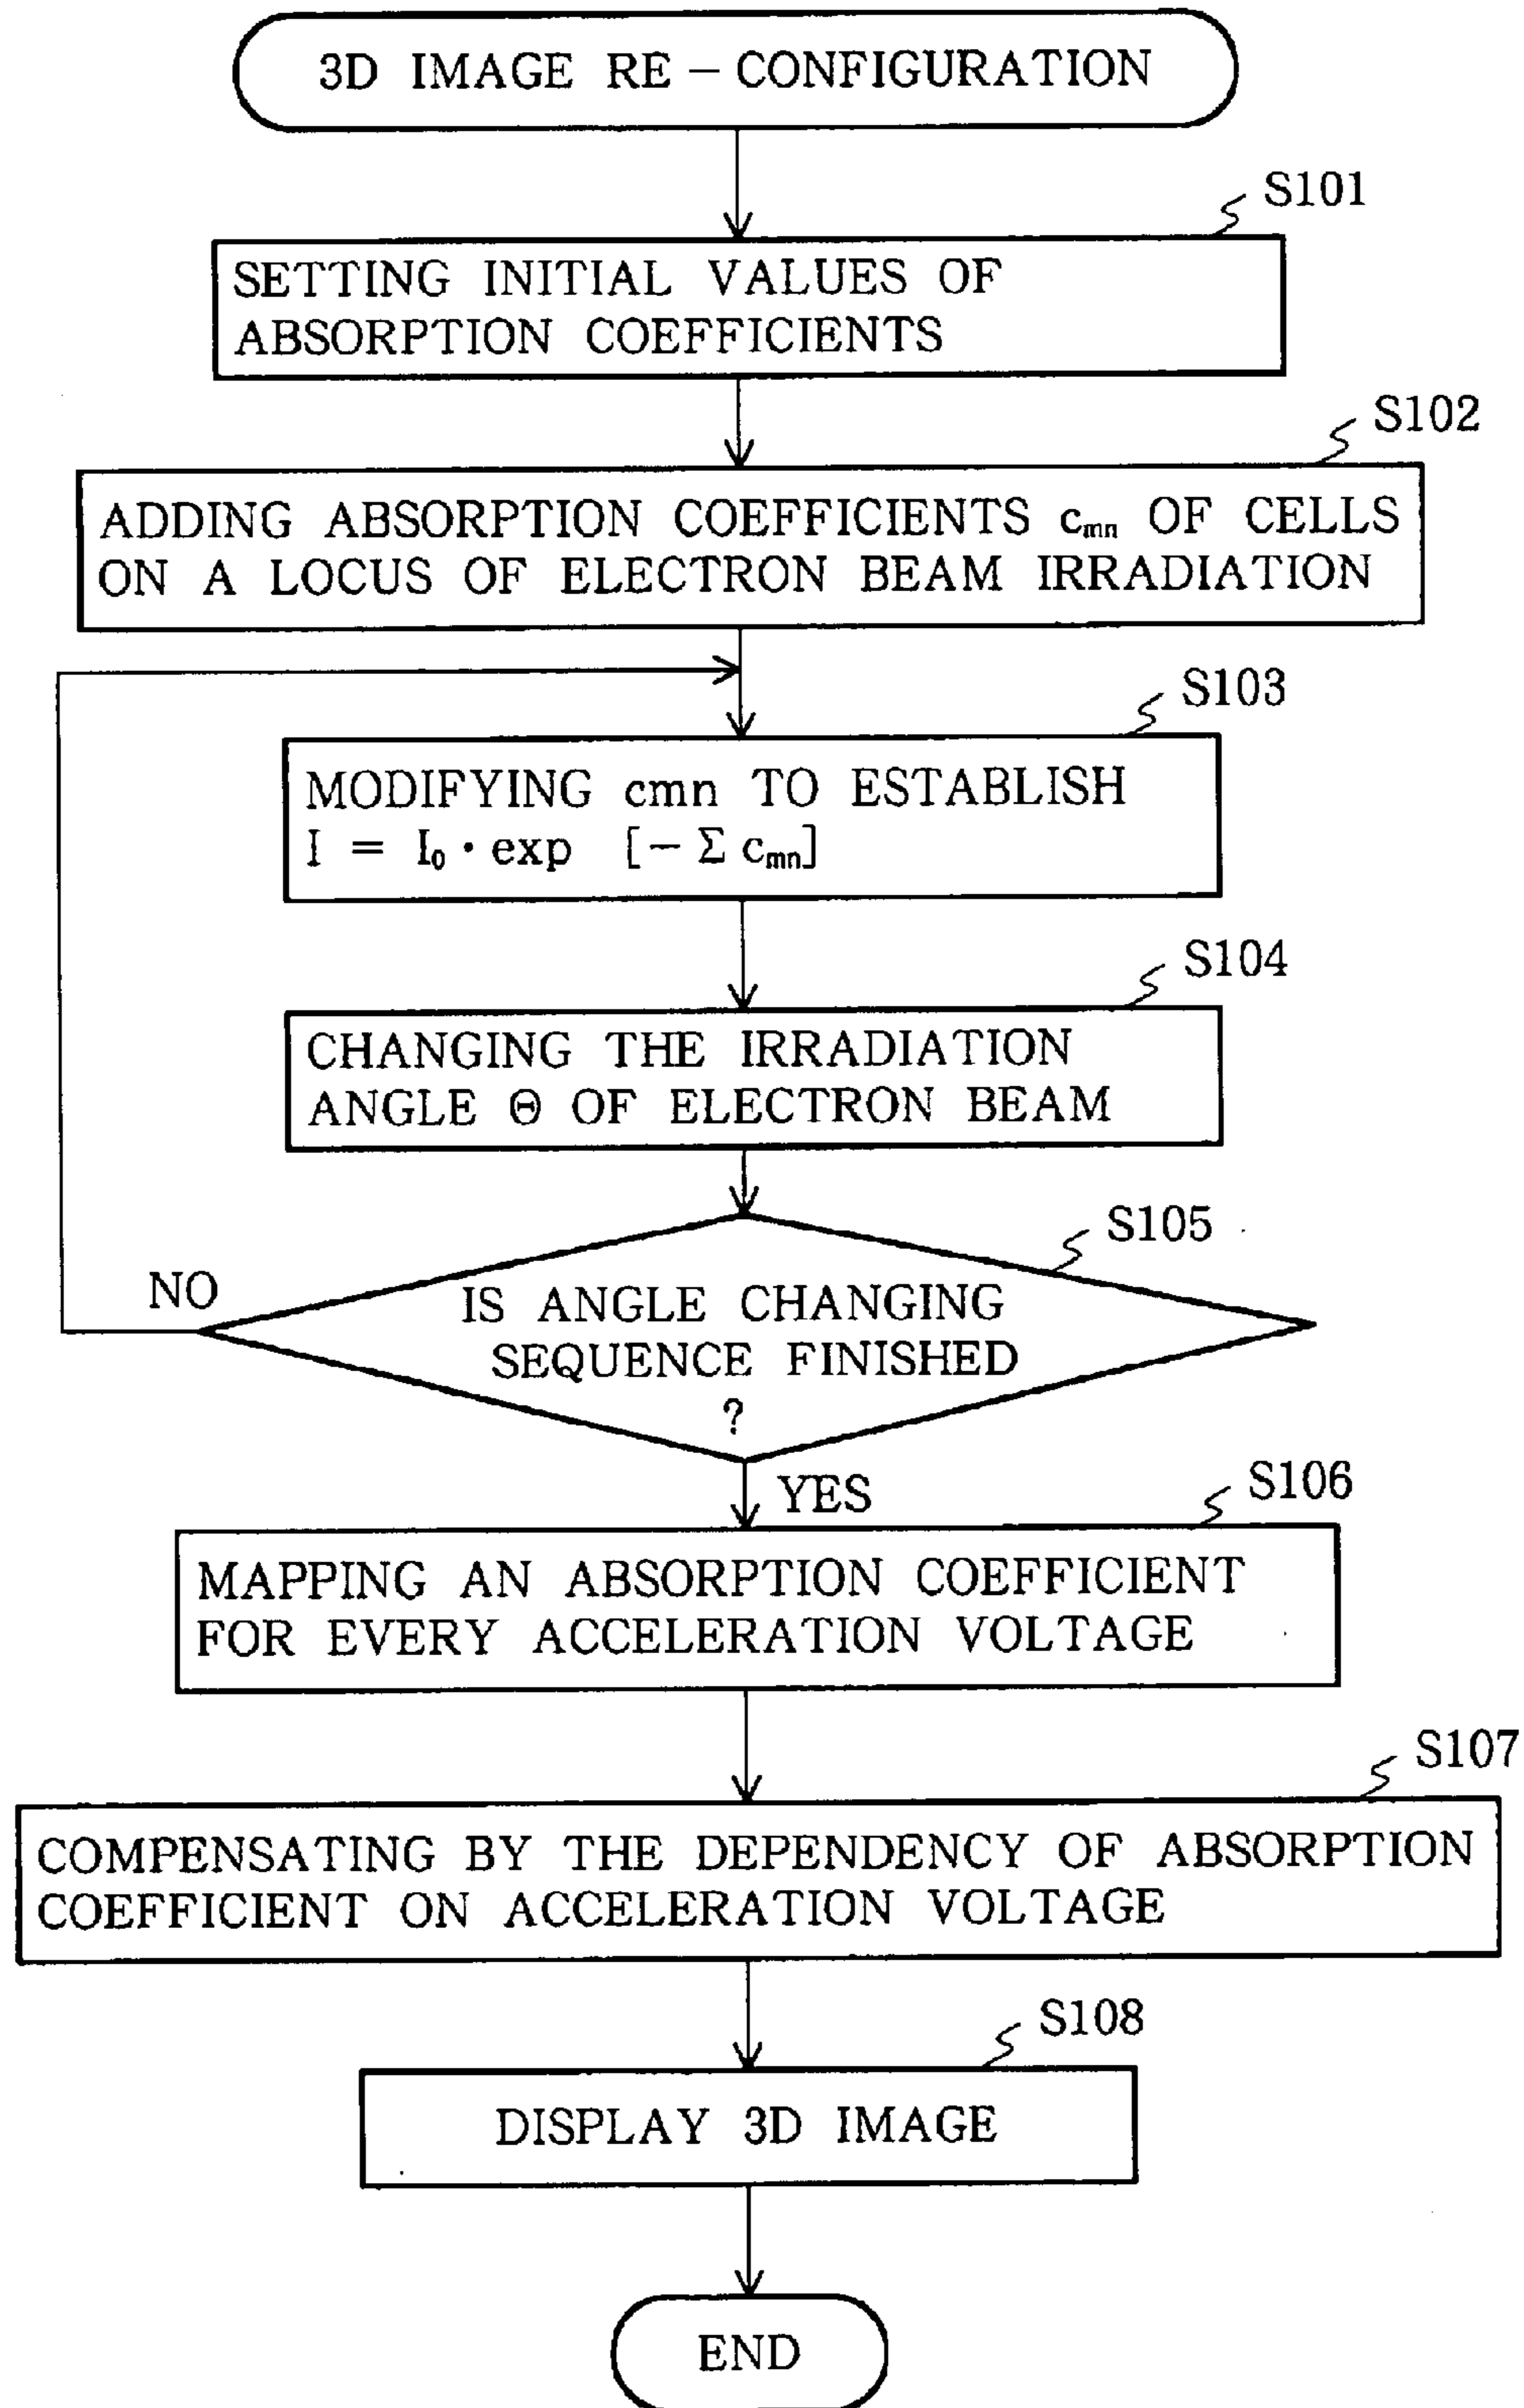 3D IMAGE RE – CONFIGURATION
S101
SETTING INITIAL VALUES OF
ABSORPTION COEFFICIENTS
S102
ADDING ABSORPTION COEFFICIENTS cₘₙ OF CELLS
ON A LOCUS OF ELECTRON BEAM IRRADIATION
S103
MODIFYING cmn TO ESTABLISH
I = I₀ · exp [− Σ cₘₙ]
S104
CHANGING THE IRRADIATION
ANGLE Θ OF ELECTRON BEAM
S105
NO
IS ANGLE CHANGING
SEQUENCE FINISHED
?
YES
S106
MAPPING AN ABSORPTION COEFFICIENT
FOR EVERY ACCELERATION VOLTAGE
S107
COMPENSATING BY THE DEPENDENCY OF ABSORPTION
COEFFICIENT ON ACCELERATION VOLTAGE
S108
DISPLAY 3D IMAGE
END